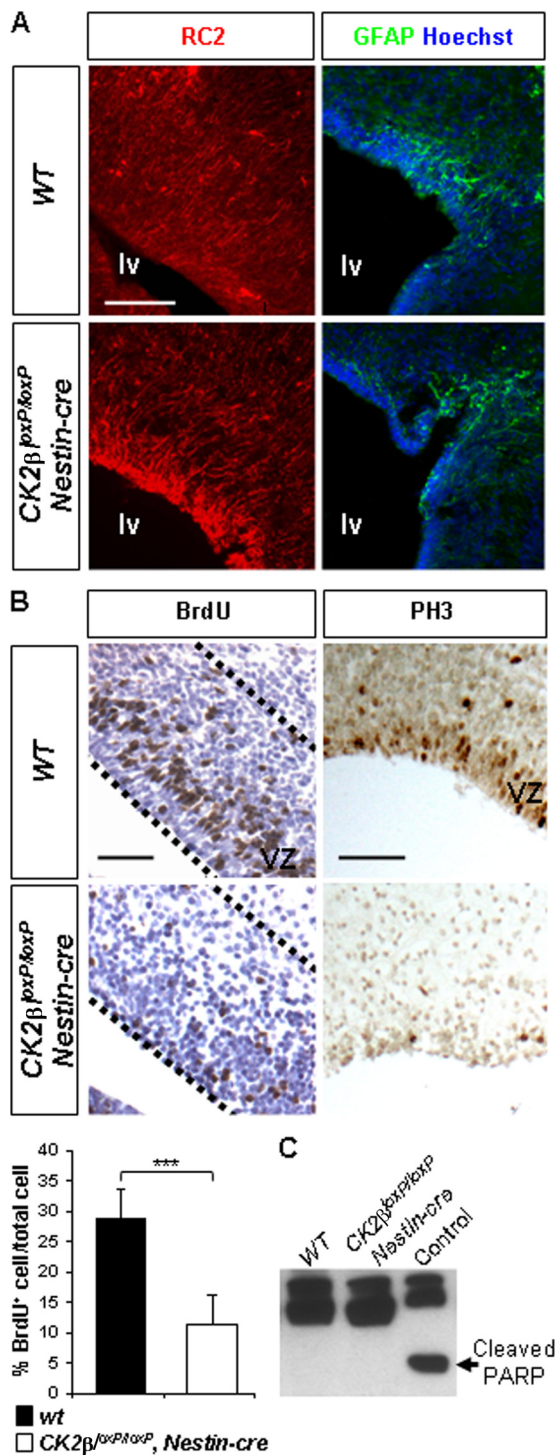 A
RC2
GFAP Hoechst
WT
lv
lv
CK2β loxP/loxP
Nestin-cre
lv
lv
B
BrdU
PH3
WT
VZ
VZ
CK2β loxP/loxP
Nestin-cre
% BrdU+ cell/total cell
40
35
30
25
20
15
10
5
0
***
wt
CK2β loxP/loxP, Nestin-cre
C
WT
CK2β loxP/loxP
Nestin-cre
Control
Cleaved
PARP